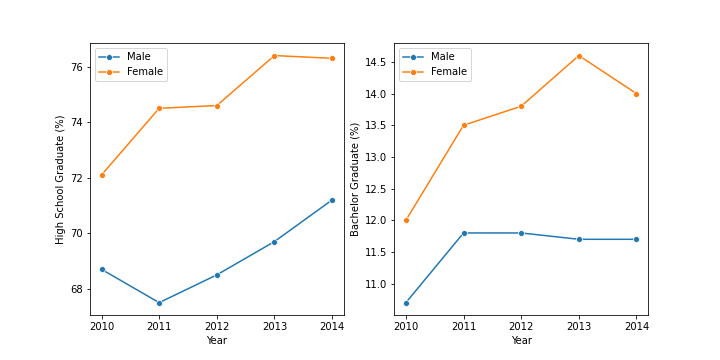 Male
Female
High School Graduate (%)
76
74
72
70
68
2010 2011 2012 2013 2014
Year
Male
Female
Bachelor Graduate (%)
14.5
14.0
13.5
13.0
12.5
12.0
11.5
11.0
2010 2011 2012 2013 2014
Year